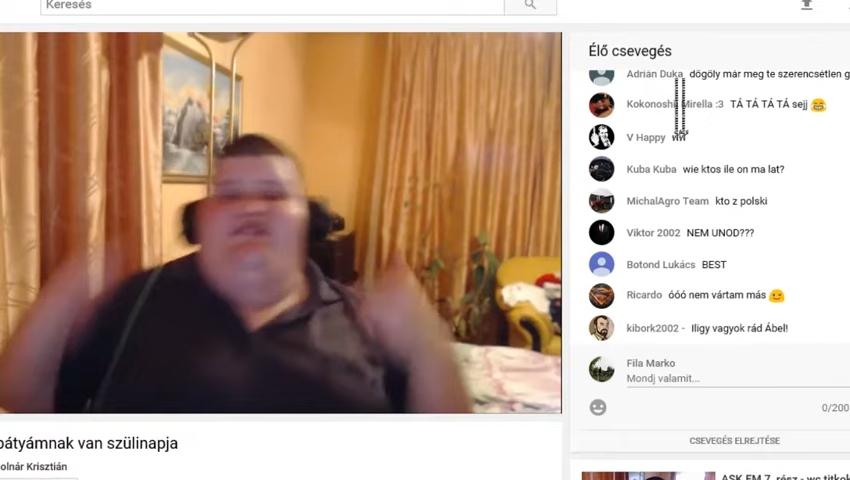 Keresés
Élő csevegés
Adrián Duka dögölj már meg te szerencsétlen g
Kokonoshi Mirella :3 TÁ TÁ TÁ TÁ sejj 😂
V Happy
Kuba Kuba wie ktos ile on ma lat?
MichalAgro Team kto z polski
Viktor 2002 NEM UNOD???
Botond Lukács BEST
Ricardo óóó nem vártam más 🙂
kibork2002 - Iligy vagyok rád Ábel!
Fila Marko
Mondj valamit...
0/200
CSEVEGÉS ELREJTÉSE
bátyámnak van szülinapja
olnár Krisztián
ASK FM 7. rész - wc titkok